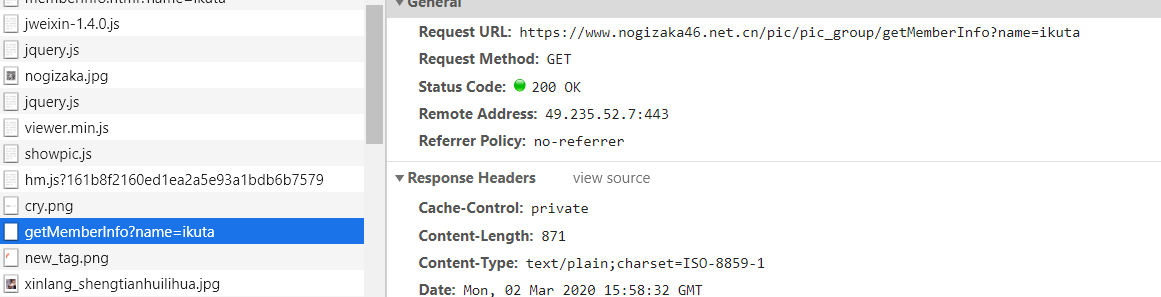 memberinfo.html?name=ikuta
jweixin-1.4.0.js
jquery.js
nogizaka.jpg
jquery.js
viewer.min.js
showpic.js
hm.js?161b8f2160ed1ea2a5e93a1bdb6b7579
cry.png
getMemberInfo?name=ikuta
new_tag.png
xinlang_shengtianhuilihua.jpg
General
Request URL: https://www.nogizaka46.net.cn/pic/pic_group/getMemberInfo?name=ikuta
Request Method: GET
Status Code: 200 OK
Remote Address: 49.235.52.7:443
Referrer Policy: no-referrer
Response Headers view source
Cache-Control: private
Content-Length: 871
Content-Type: text/plain;charset=ISO-8859-1
Date: Mon, 02 Mar 2020 15:58:32 GMT